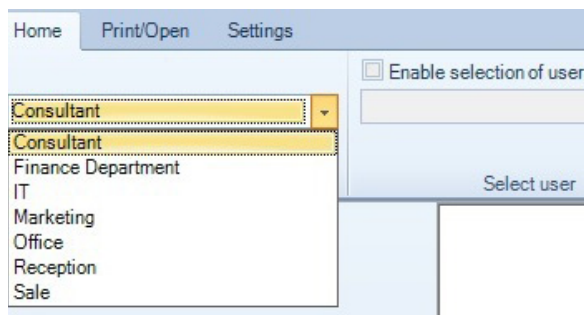 Home Print/Open Settings
Enable selection of user
Consultant
Consultant
Finance Department
IT
Marketing
Office
Reception
Sale
Select user